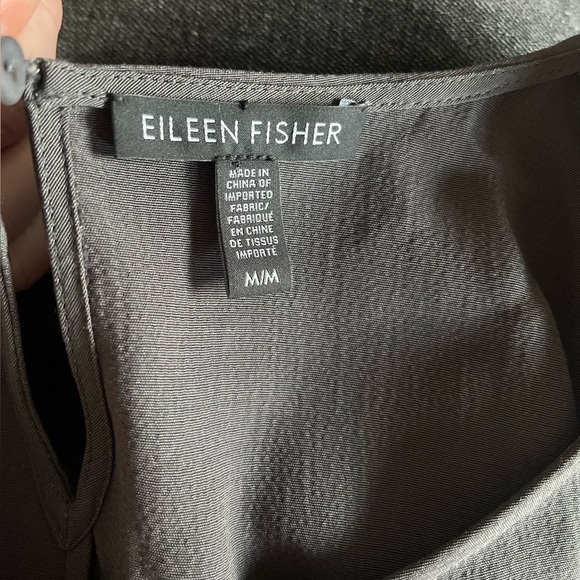 EILEEN FISHER
MADE IN
CHINA OF
IMPORTED
FABRIC/
FABRIQUÉ
EN CHINE
DE TISSUS
IMPORTÉ
M/M